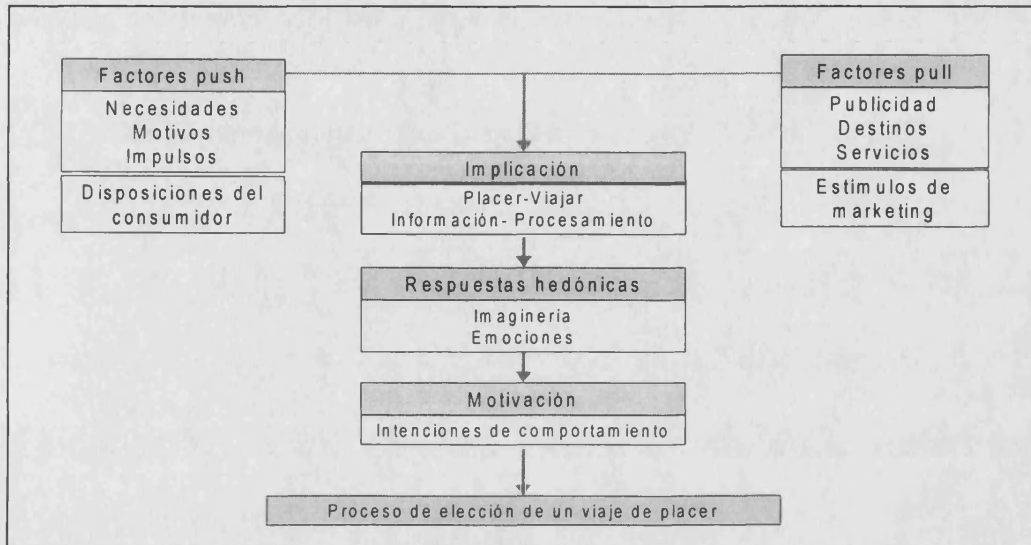 Factores push
Necesidades
Motivos
Impulsos
Disposiciones del
consumidor
Factores pull
Publicidad
Destinos
Servicios
Estímulos de
marketing
Implicación
Placer-Viajar
Información- Procesamiento
Respuestas hedónicas
Imaginería
Emociones
Motivación
Intenciones de comportamiento
Proceso de elección de un viaje de placer